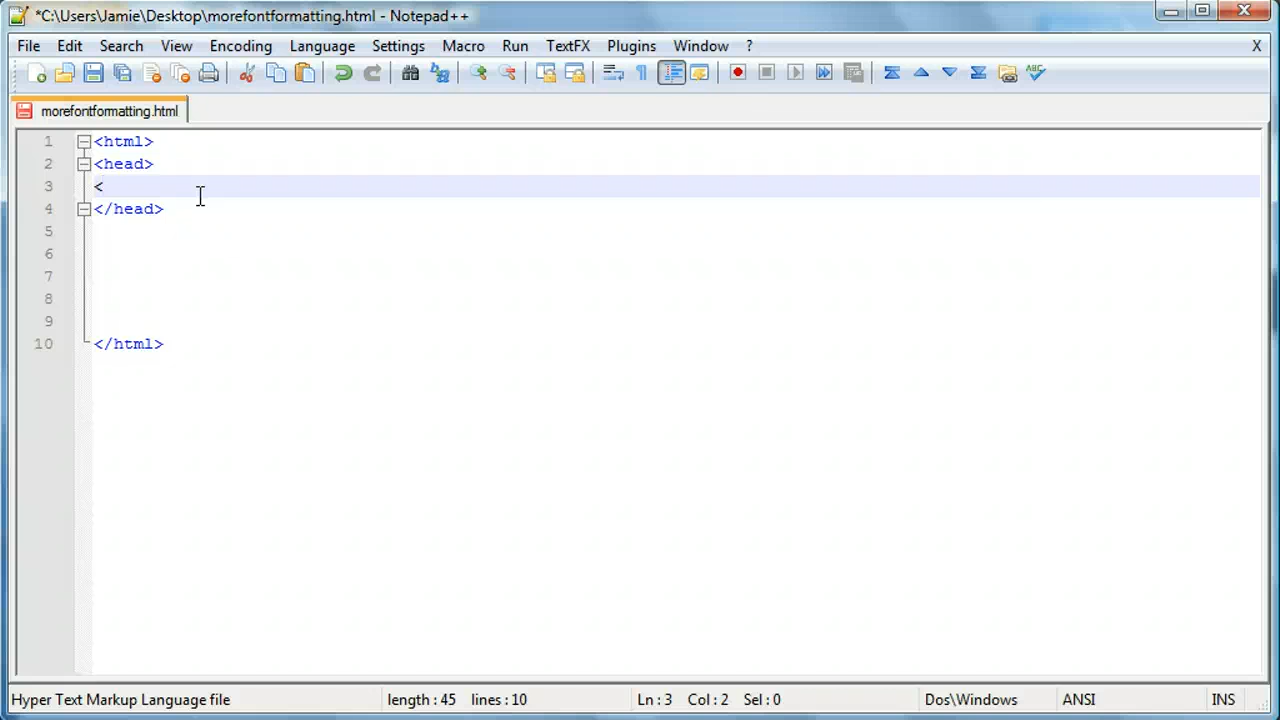 *C:\Users\Jamie\Desktop\morefontformatting.html - Notepad++
File Edit Search View Encoding Language Settings Macro Run TextFX Plugins Window ? X
morefontformatting.html
1 <html>
2 <head>
3 <
4 </head>
5
6
7
8
9
10 </html>
Hyper Text Markup Language file length : 45 lines : 10 Ln : 3 Col : 2 Sel : 0 Dos\Windows ANSI INS